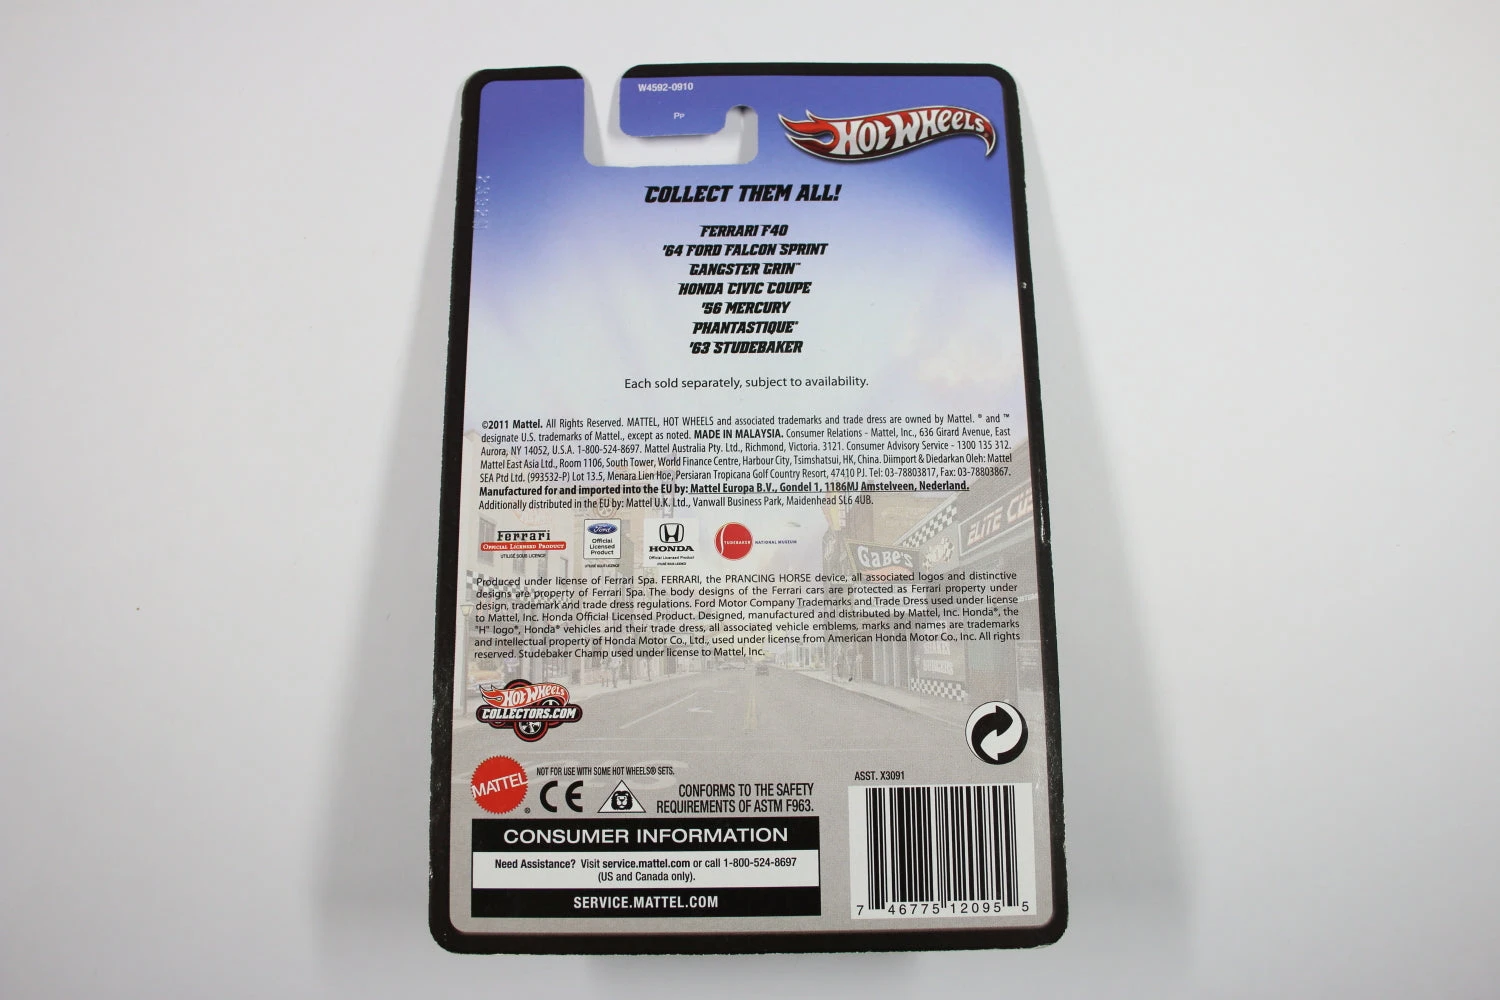 W4592-0910
PP
HOT WHEELS
COLLECT THEM ALL!
FERRARI F40
'64 FORD FALCON SPRINT
GANGSTER GRIN™
HONDA CIVIC COUPE
'56 MERCURY
PHANTASTIQUE®
'63 STUDEBAKER
Each sold separately, subject to availability.
©2011 Mattel. All Rights Reserved. MATTEL, HOT WHEELS and associated trademarks and trade dress are owned by Mattel. ® and ™
designate U.S. trademarks of Mattel., except as noted. MADE IN MALAYSIA. Consumer Relations - Mattel, Inc., 636 Girard Avenue, East
Aurora, NY 14052, U.S.A. 1-800-524-8697. Mattel Australia Pty. Ltd., Richmond, Victoria. 3121. Consumer Advisory Service - 1300 135 312.
Mattel East Asia Ltd., Room 1106, South Tower, World Finance Centre, Harbour City, Tsimshatsui, HK, China. Diimport & Diedarkan Oleh: Mattel
SEA Ptd Ltd. (993532-P) Lot 13.5, Menara Lien Hoe, Persiaran Tropicana Golf Country Resort, 47410 PJ. Tel: 03-78803817, Fax: 03-78803867.
Manufactured for and imported into the EU by: Mattel Europa B.V., Gondel 1, 1186MJ Amstelveen, Nederland.
Additionally distributed in the EU by: Mattel U.K. Ltd., Vanwall Business Park, Maidenhead SL6 4UB.
Ferrari
OFFICIAL LICENSED PRODUCT
UTILISÉ SOUS LICENCE
Ford
Official
Licensed
Product
UTILISÉ SOUS LICENCE
HONDA
Official Licensed Product
UTILISÉ SOUS LICENCE
STUDEBAKER NATIONAL MUSEUM
GABE'S
ELITE
Produced under license of Ferrari Spa. FERRARI, the PRANCING HORSE device, all associated logos and distinctive
designs are property of Ferrari Spa. The body designs of the Ferrari cars are protected as Ferrari property under
design, trademark and trade dress regulations. Ford Motor Company Trademarks and Trade Dress used under license
to Mattel, Inc. Honda Official Licensed Product. Designed, manufactured and distributed by Mattel, Inc. Honda®, the
"H" logo®, Honda® vehicles and their trade dress, all associated vehicle emblems, marks and names are trademarks
and intellectual property of Honda Motor Co., Ltd., used under license from American Honda Motor Co., Inc. All rights
reserved. Studebaker Champ used under license to Mattel, Inc.
HOT WHEELS
COLLECTORS.COM
MATTEL®
NOT FOR USE WITH SOME HOT WHEELS® SETS.
CE
CONFORMS TO THE SAFETY
REQUIREMENTS OF ASTM F963.
CONSUMER INFORMATION
Need Assistance? Visit service.mattel.com or call 1-800-524-8697
(US and Canada only).
SERVICE.MATTEL.COM
ASST. X3091
7 46775 12095 5